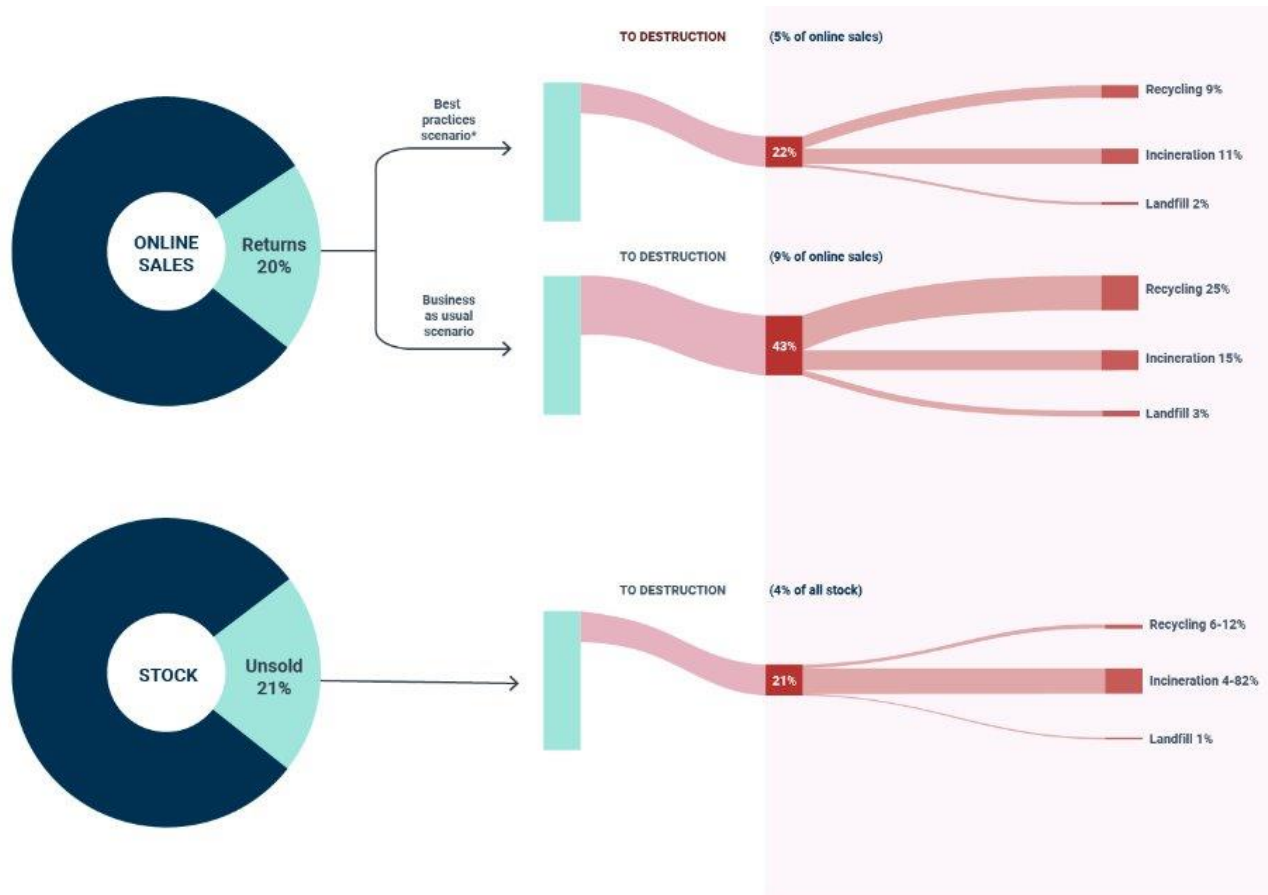 TO DESTRUCTION (5% of online sales)
Best
practices
scenario*
Recycling 9%
22%
Incineration 11%
Landfill 2%
ONLINE
SALES
Returns
20%
TO DESTRUCTION (9% of online sales)
Business
as usual
scenario
Recycling 25%
43%
Incineration 15%
Landfill 3%
TO DESTRUCTION (4% of all stock)
STOCK
Unsold
21%
Recycling 6-12%
21%
Incineration 4-82%
Landfill 1%